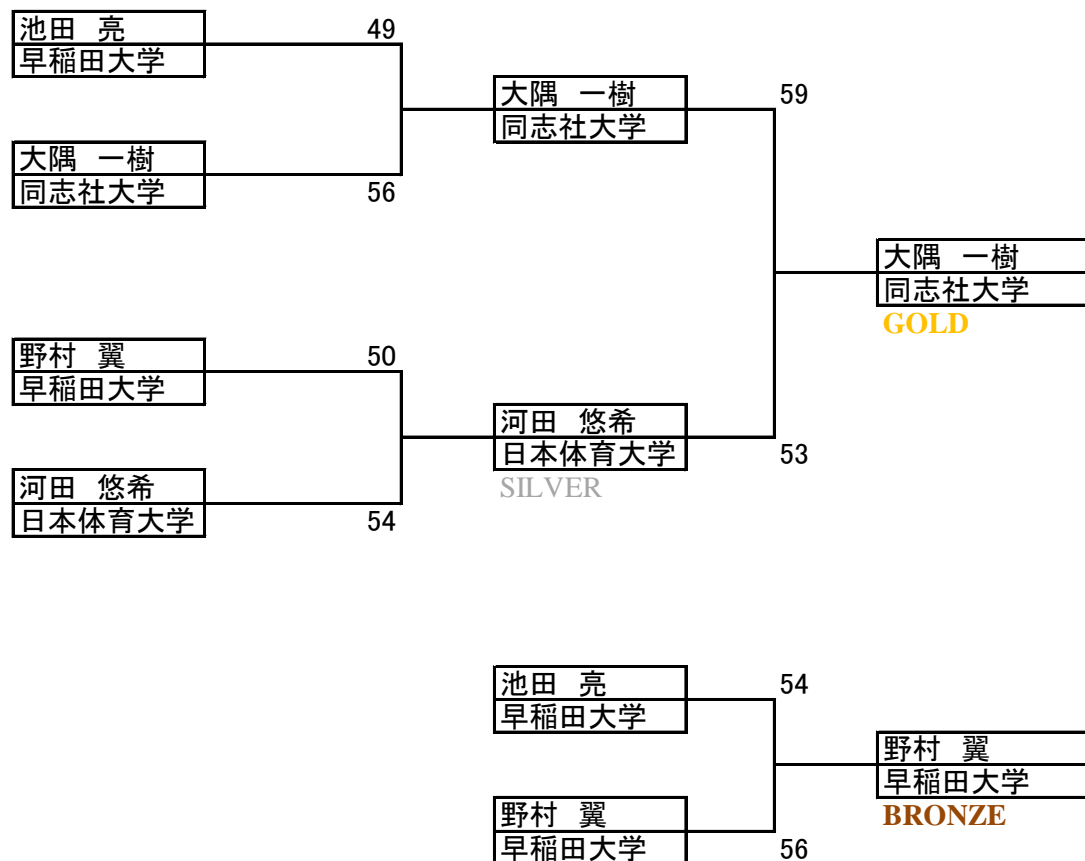 池田　亮
49
早稲田大学
大隅　一樹
59
同志社大学
大隅　一樹
同志社大学
56
大隅　一樹
同志社大学
GOLD
野村　翼
50
早稲田大学
河田　悠希
日本体育大学
53
SILVER
河田　悠希
日本体育大学
54
池田　亮
54
早稲田大学
野村　翼
早稲田大学
BRONZE
野村　翼
早稲田大学
56